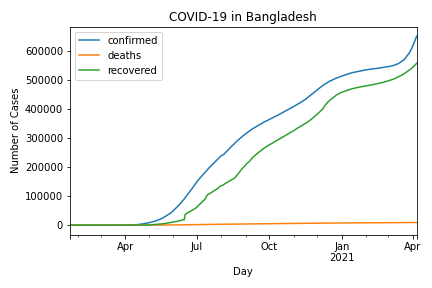 COVID-19 in Bangladesh
confirmed
deaths
recovered
Number of Cases
600000
500000
400000
300000
200000
100000
0
Apr
Jul
Oct
Jan
2021
Apr
Day